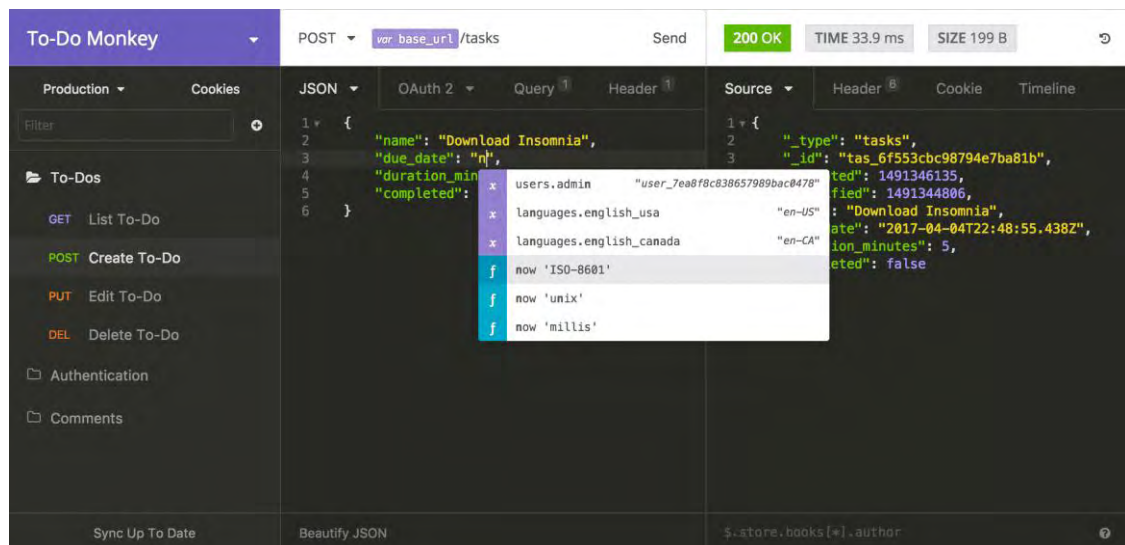 To-Do Monkey
POST var base_url /tasks Send
200 OK TIME 33.9 ms SIZE 199 B
Production Cookies
JSON OAuth 2 Query 1 Header 1
Source Header 6 Cookie Timeline
Filter
To-Dos
GET List To-Do
POST Create To-Do
PUT Edit To-Do
DEL Delete To-Do
Authentication
Comments
Sync Up To Date
1 {
2 "name": "Download Insomnia",
3 "due_date": "n",
4 "duration_min
5 "completed":
6 }
x users.admin "user_7ea8f8c838657989bac0478"
x languages.english_usa "en-US"
x languages.english_canada "en-CA"
f now 'ISO-8601'
f now 'unix'
f now 'millis'
Beautify JSON
1 {
2 "_type": "tasks",
3 "_id": "tas_6f553cbc98794e7ba81b",
ted": 1491346135,
fied": 1491344806,
: "Download Insomnia",
ate": "2017-04-04T22:48:55.438Z",
ion_minutes": 5,
eted": false
$.store.books[*].author